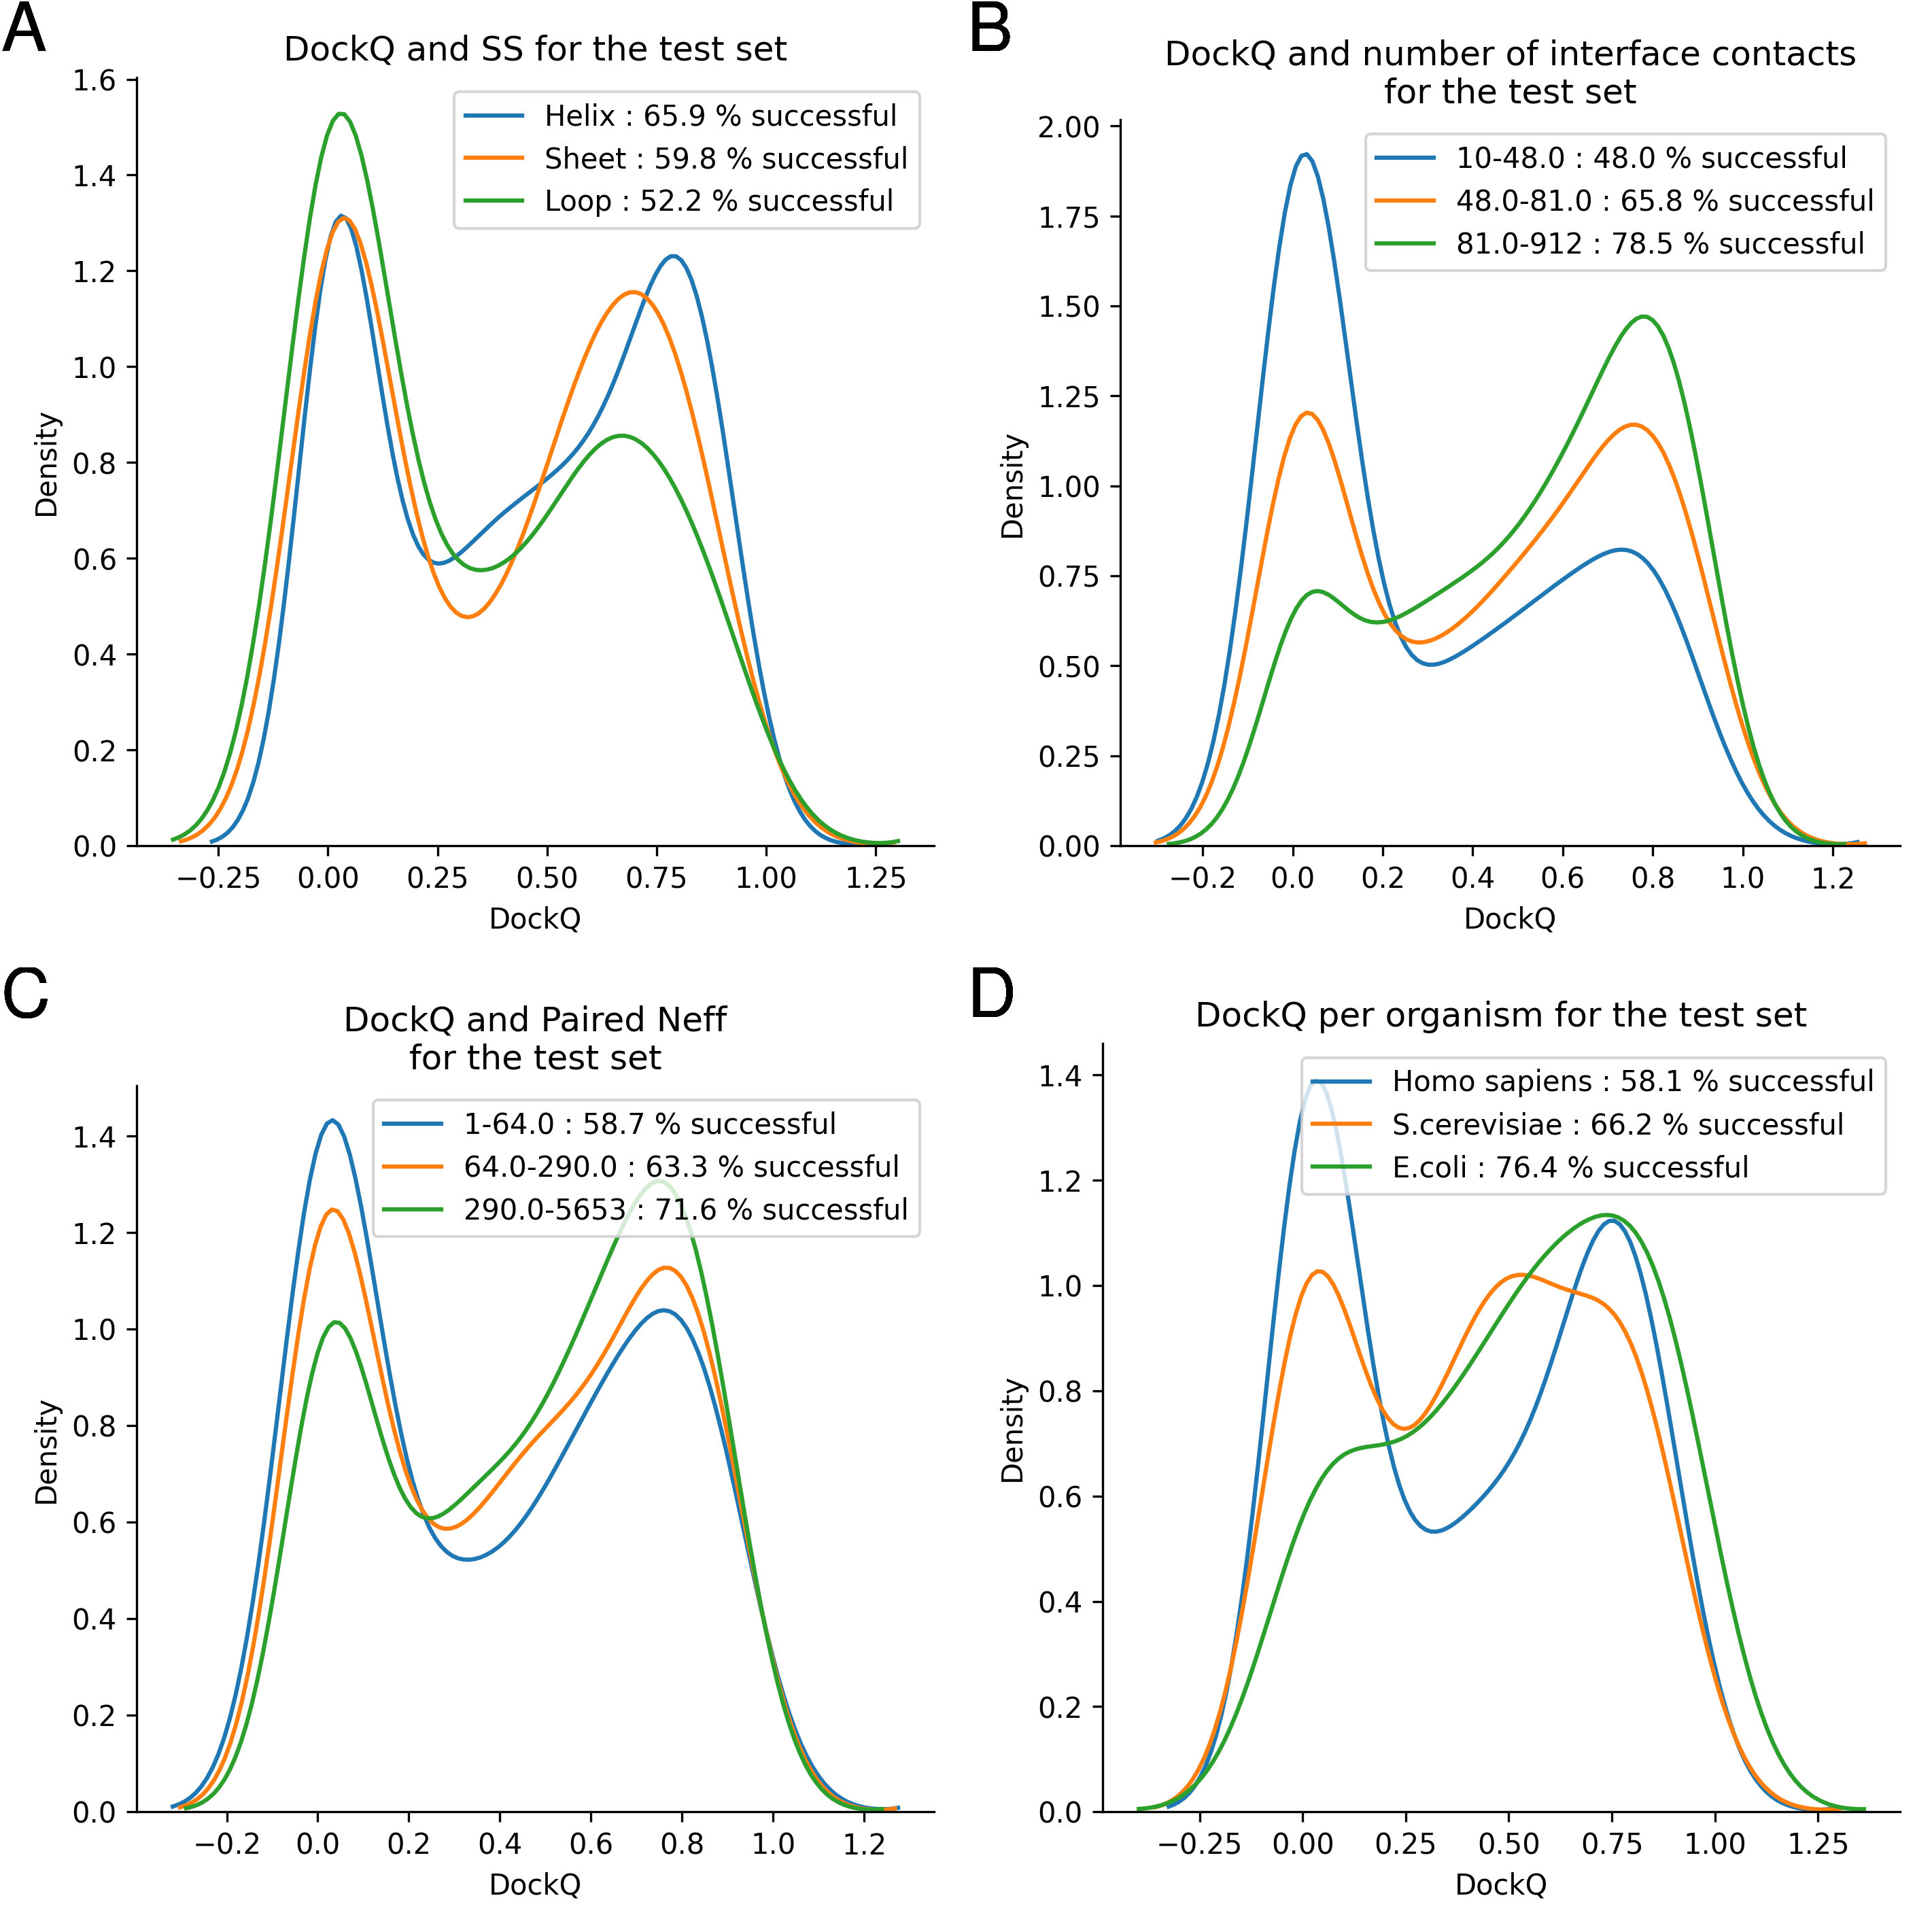 A
DockQ and SS for the test set
Helix : 65.9 % successful
Sheet : 59.8 % successful
Loop : 52.2 % successful
1.6
1.4
1.2
1.0
0.8
0.6
0.4
0.2
0.0
Density
−0.25 0.00 0.25 0.50 0.75 1.00 1.25
DockQ
B
DockQ and number of interface contacts
for the test set
10-48.0 : 48.0 % successful
48.0-81.0 : 65.8 % successful
81.0-912 : 78.5 % successful
2.00
1.75
1.50
1.25
1.00
0.75
0.50
0.25
0.00
Density
−0.2 0.0 0.2 0.4 0.6 0.8 1.0 1.2
DockQ
C
DockQ and Paired Neff
for the test set
1-64.0 : 58.7 % successful
64.0-290.0 : 63.3 % successful
290.0-5653 : 71.6 % successful
1.4
1.2
1.0
0.8
0.6
0.4
0.2
0.0
Density
−0.2 0.0 0.2 0.4 0.6 0.8 1.0 1.2
DockQ
D
DockQ per organism for the test set
Homo sapiens : 58.1 % successful
S.cerevisiae : 66.2 % successful
E.coli : 76.4 % successful
1.4
1.2
1.0
0.8
0.6
0.4
0.2
0.0
Density
−0.25 0.00 0.25 0.50 0.75 1.00 1.25
DockQ